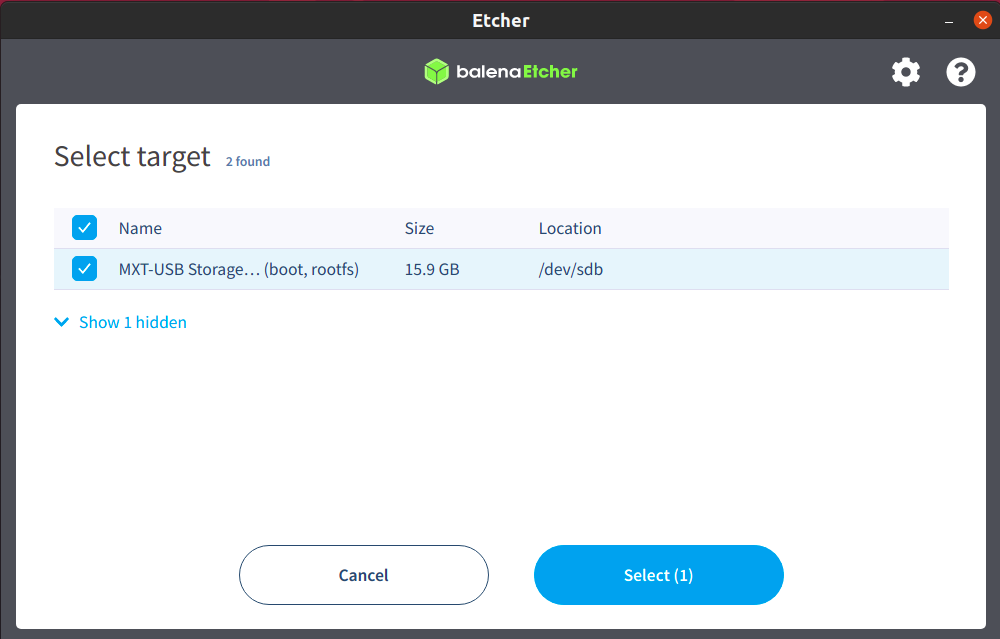 Etcher
balenaEtcher
Select target 2 found
Name Size Location
MXT-USB Storage… (boot, rootfs) 15.9 GB /dev/sdb
Show 1 hidden
Cancel Select (1)